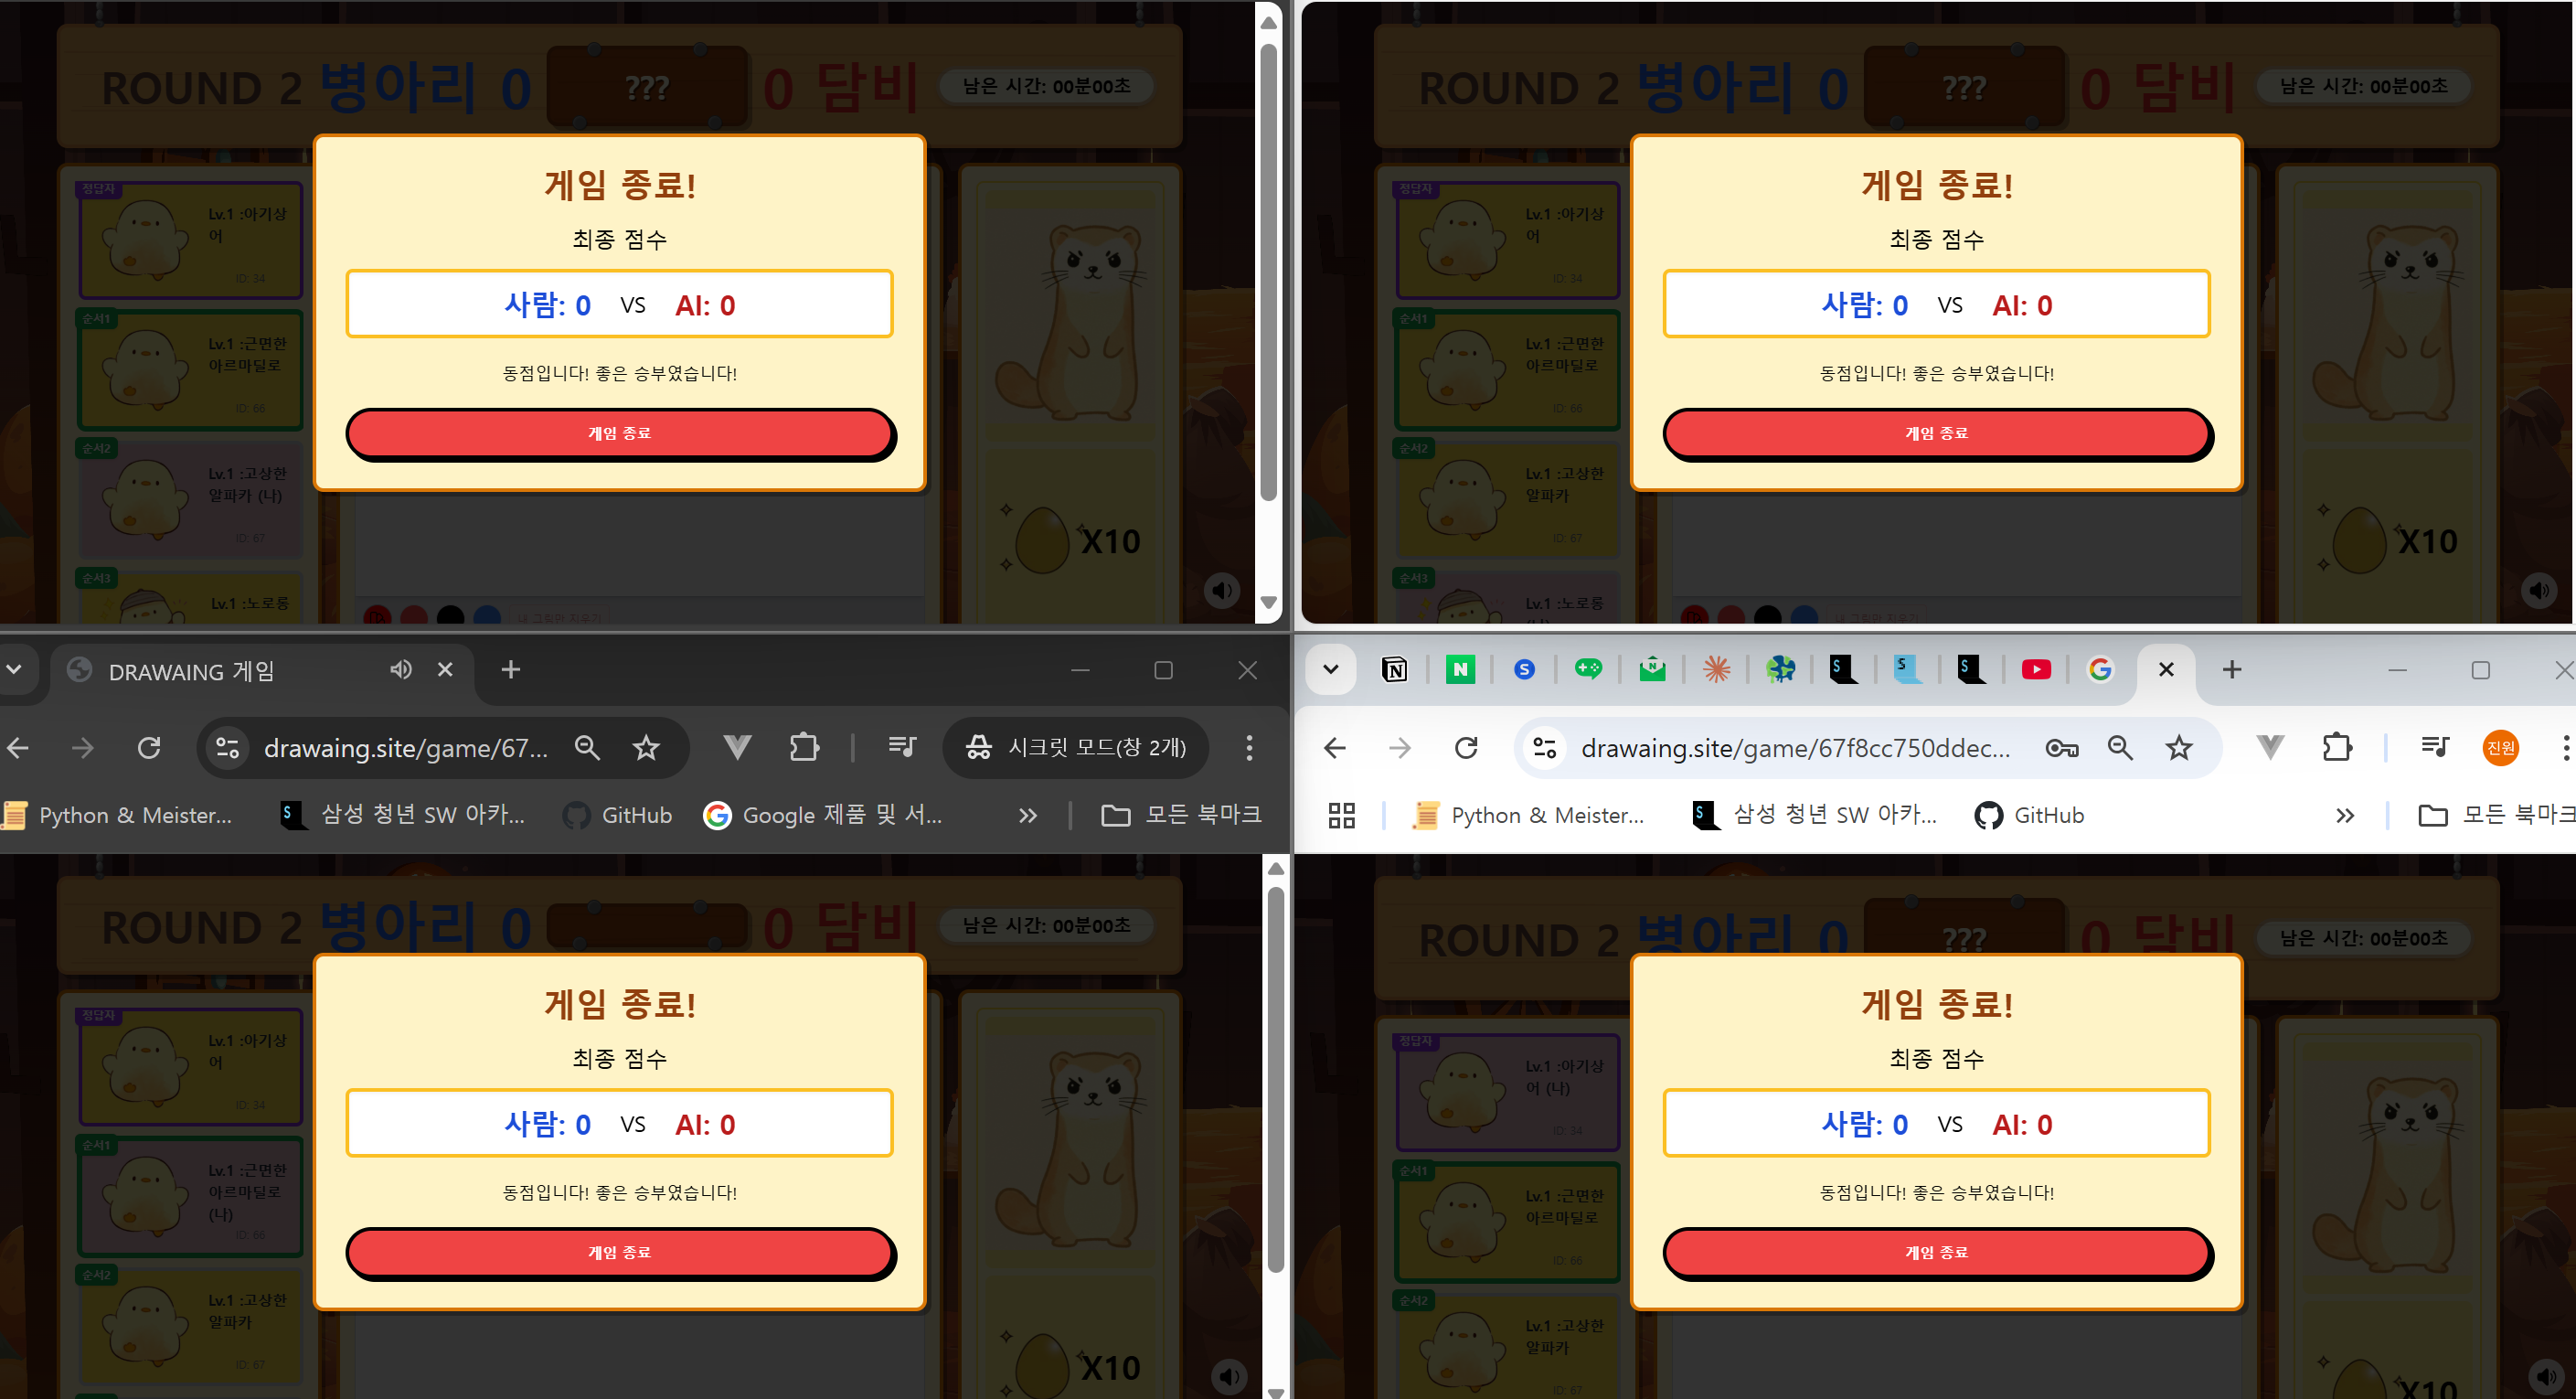 ROUND 2 병아리 0 ??? 0 담비 남은 시간: 00분00초
게임 종료!
최종 점수
사람: 0 VS AI: 0
동점입니다! 좋은 승부였습니다!
게임 종료
정답자
Lv.1 :아기상
어
ID: 34
순서1
Lv.1 :근면한
아르마딜로
ID: 66
순서2
Lv.1 :고상한
알파카 (나)
ID: 67
순서3
Lv.1 :노로롱
내 그림만 지우기
X10
ROUND 2 병아리 0 ??? 0 담비 남은 시간: 00분00초
게임 종료!
최종 점수
사람: 0 VS AI: 0
동점입니다! 좋은 승부였습니다!
게임 종료
정답자
Lv.1 :아기상
어
ID: 34
순서1
Lv.1 :근면한
아르마딜로
ID: 66
순서2
Lv.1 :고상한
알파카
ID: 67
순서3
Lv.1 :노로롱
(나)
내 그림만 지우기
X10
DRAWAING 게임
drawaing.site/game/67...
시크릿 모드(창 2개)
Python & Meister...
삼성 청년 SW 아카...
GitHub
Google 제품 및 서...
모든 북마크
ROUND 2 병아리 0 0 담비 남은 시간: 00분00초
게임 종료!
최종 점수
사람: 0 VS AI: 0
동점입니다! 좋은 승부였습니다!
게임 종료
정답자
Lv.1 :아기상
어
ID: 34
순서1
Lv.1 :근면한
아르마딜로
(나)
ID: 66
순서2
Lv.1 :고상한
알파카
ID: 67
X10
drawaing.site/game/67f8cc750ddec...
진원
Python & Meister...
삼성 청년 SW 아카...
GitHub
모든 북마크
ROUND 2 병아리 0 ??? 0 담비 남은 시간: 00분00초
게임 종료!
최종 점수
사람: 0 VS AI: 0
동점입니다! 좋은 승부였습니다!
게임 종료
정답자
Lv.1 :아기상
어 (나)
ID: 34
순서1
Lv.1 :근면한
아르마딜로
ID: 66
순서2
Lv.1 :고상한
알파카
ID: 67
X10